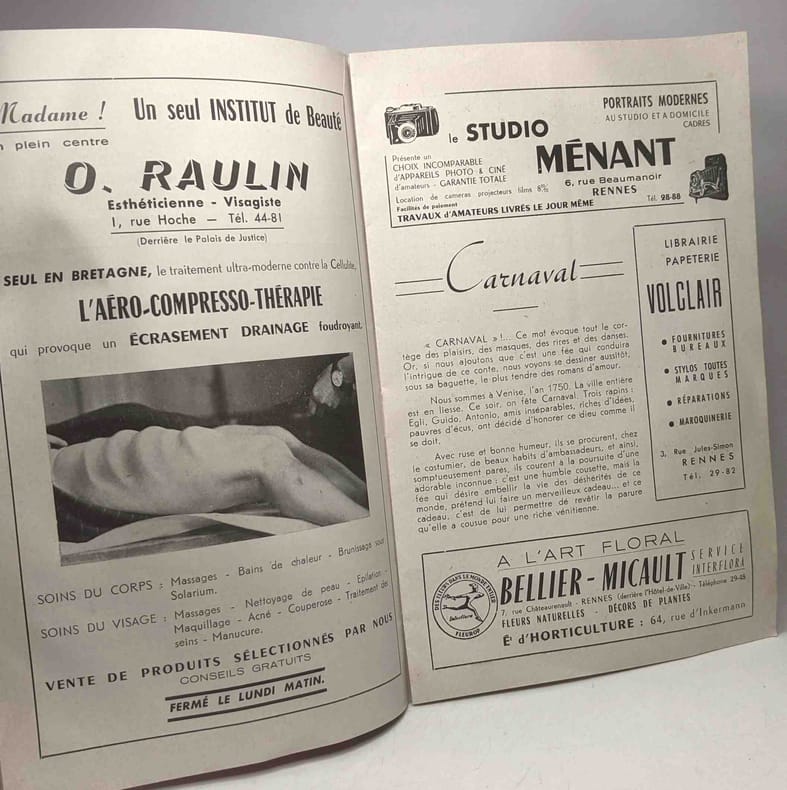 Madame ! Un seul INSTITUT de Beauté
plein centre
O. RAULIN
Esthéticienne - Visagiste
1, rue Hoche — Tél. 44-81
(Derrière le Palais de Justice)
SEUL EN BRETAGNE, le traitement ultra-moderne contre la Cellulite,
L'AÉRO-COMPRESSO-THÉRAPIE
qui provoque un ÉCRASEMENT DRAINAGE foudroyant.
SOINS DU CORPS : Massages - Bains de chaleur - Brunissage sous
Solarium.
SOINS DU VISAGE : Massages - Nettoyage de peau - Epilation -
Maquillage - Acné - Couperose - Traitement des
seins - Manucure.
VENTE DE PRODUITS SÉLECTIONNÉS PAR NOUS
CONSEILS GRATUITS
FERMÉ LE LUNDI MATIN.
PORTRAITS MODERNES
AU STUDIO ET A DOMICILE
CADRES
le STUDIO
MÉNANT
Présente un
CHOIX INCOMPARABLE
d'APPAREILS PHOTO & CINÉ
d'amateurs - GARANTIE TOTALE
Location de cameras projecteurs films 8%
Facilités de paiement
TRAVAUX d'AMATEURS LIVRÉS LE JOUR MÊME
6, rue Beaumanoir
RENNES
Tél. 28-88
Carnaval
« CARNAVAL » !... Ce mot évoque tout le cor-
tège des plaisirs, des masques, des rires et des danses.
Or, si nous ajoutons que c'est une fée qui conduira
l'intrigue de ce conte, nous voyons se dessiner aussitôt,
sous sa baguette, le plus tendre des romans d'amour.
Nous sommes à Venise, l'an 1750. La ville entière
est en liesse. Ce soir, on fête Carnaval. Trois rapins :
Egli, Guido, Antonio, amis inséparables, riches d'idées,
pauvres d'écus, ont décidé d'honorer ce dieu comme il
se doit.
Avec ruse et bonne humeur, ils se procurent, chez
le costumier, de beaux habits d'ambassadeurs, et ainsi,
somptueusement parés, ils courent à la poursuite d'une
adorable inconnue : c'est une humble cousette, mais la
fée qui désire embellir la vie des déshérités de ce
monde, prétend lui faire un merveilleux cadeau... et ce
cadeau, c'est de lui permettre de revêtir la parure
qu'elle a cousue pour une riche vénitienne.
LIBRAIRIE
PAPETERIE
VOLCLAIR
● FOURNITURES
BUREAUX
● STYLOS TOUTES
MARQUES
● RÉPARATIONS
● MAROQUINERIE
3, Rue Jules-Simon
RENNES
Tél. 29-82
A L'ART FLORAL
BELLIER - MICAULT
SERVICE
INTERFLORA
DES FLEURS DANS LE MONDE ENTIER
Interflora
FLEUROP
7, rue Châteaurenault - RENNES (derrière l'Hôtel-de-Ville) - Téléphone 29-45
FLEURS NATURELLES - DÉCORS DE PLANTES
Ét d'HORTICULTURE : 64, rue d'Inkermann